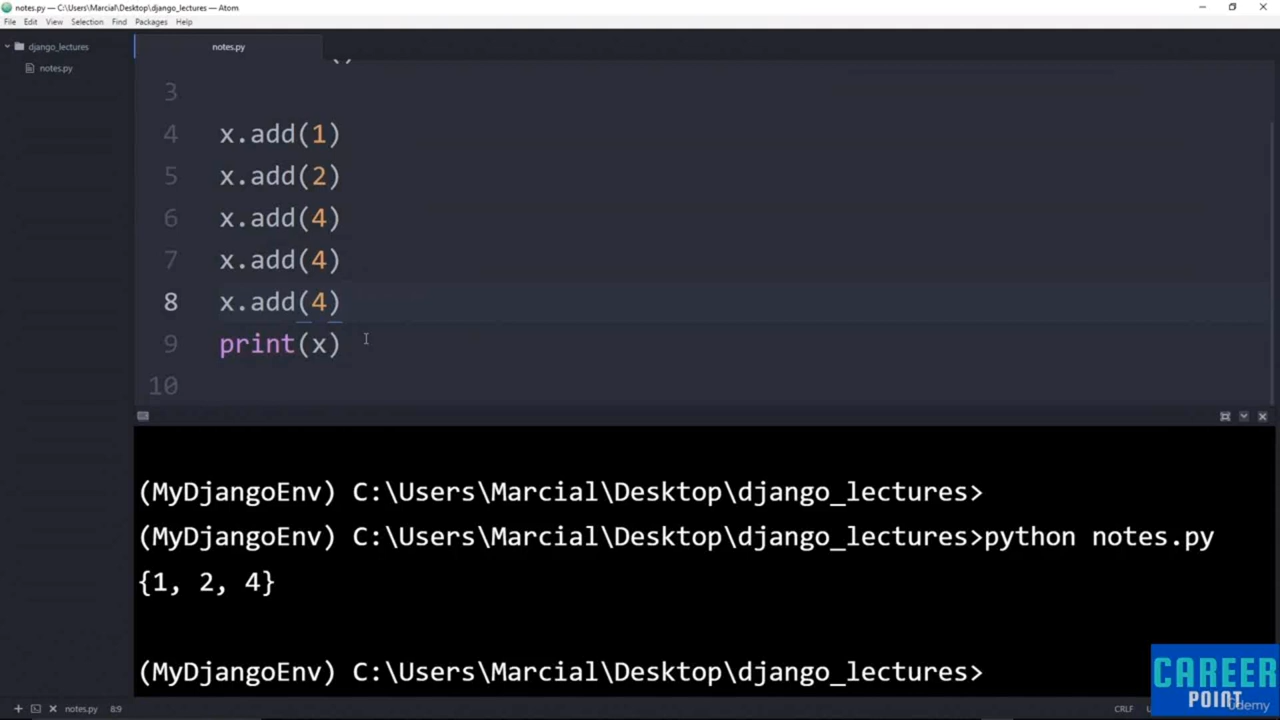 notes.py — C:\Users\Marcial\Desktop\django_lectures — Atom
File Edit View Selection Find Packages Help
django_lectures
notes.py
notes.py
()
3
4 x.add(1)
5 x.add(2)
6 x.add(4)
7 x.add(4)
8 x.add(4)
9 print(x)
10
(MyDjangoEnv) C:\Users\Marcial\Desktop\django_lectures>
(MyDjangoEnv) C:\Users\Marcial\Desktop\django_lectures>python notes.py
{1, 2, 4}
(MyDjangoEnv) C:\Users\Marcial\Desktop\django_lectures>
CAREER
POINT
Udemy
notes.py 8:9 CRLF